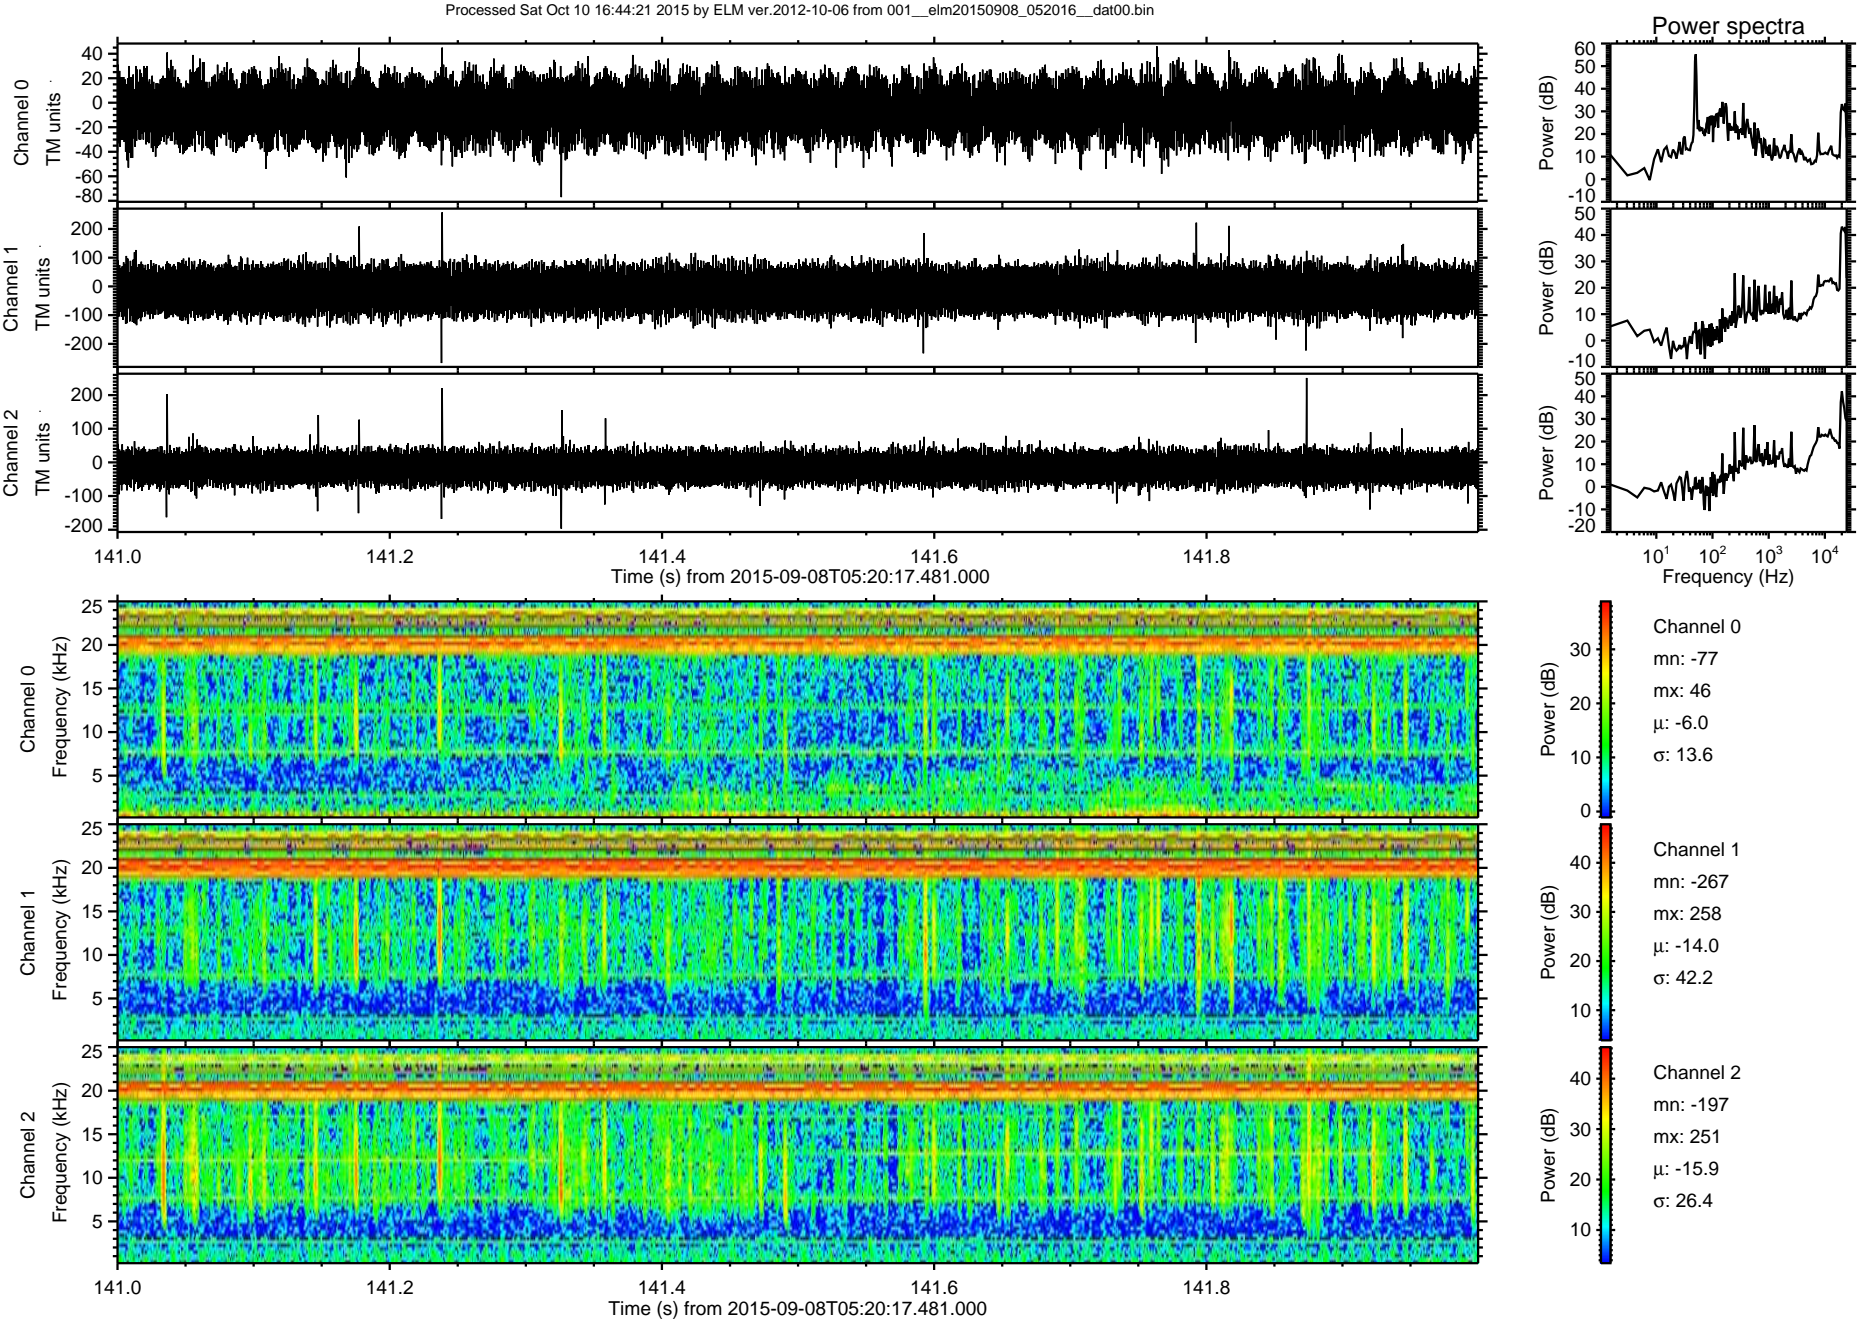 Processed Sat Oct 10 16:44:21 2015 by ELM ver.2012-10-06 from 001__elm20150908_052016__dat00.bin
Power spectra
Channel 0
TM units
40
20
0
-20
-40
-60
-80
Power (dB)
60
50
40
30
20
10
0
-10
Channel 1
TM units
200
100
0
-100
-200
Power (dB)
50
40
30
20
10
0
-10
Channel 2
TM units
200
100
0
-100
-200
Power (dB)
50
40
30
20
10
0
-10
-20
141.0 141.2 141.4 141.6 141.8
Time (s) from 2015-09-08T05:20:17.481.000
10¹ 10² 10³ 10⁴
Frequency (Hz)
Channel 0
Frequency (kHz)
25
20
15
10
5
Power (dB)
30
20
10
0
Channel 0
mn: -77
mx: 46
μ: -6.0
σ: 13.6
Channel 1
Frequency (kHz)
25
20
15
10
5
Power (dB)
40
30
20
10
Channel 1
mn: -267
mx: 258
μ: -14.0
σ: 42.2
Channel 2
Frequency (kHz)
25
20
15
10
5
Power (dB)
40
30
20
10
Channel 2
mn: -197
mx: 251
μ: -15.9
σ: 26.4
141.0 141.2 141.4 141.6 141.8
Time (s) from 2015-09-08T05:20:17.481.000